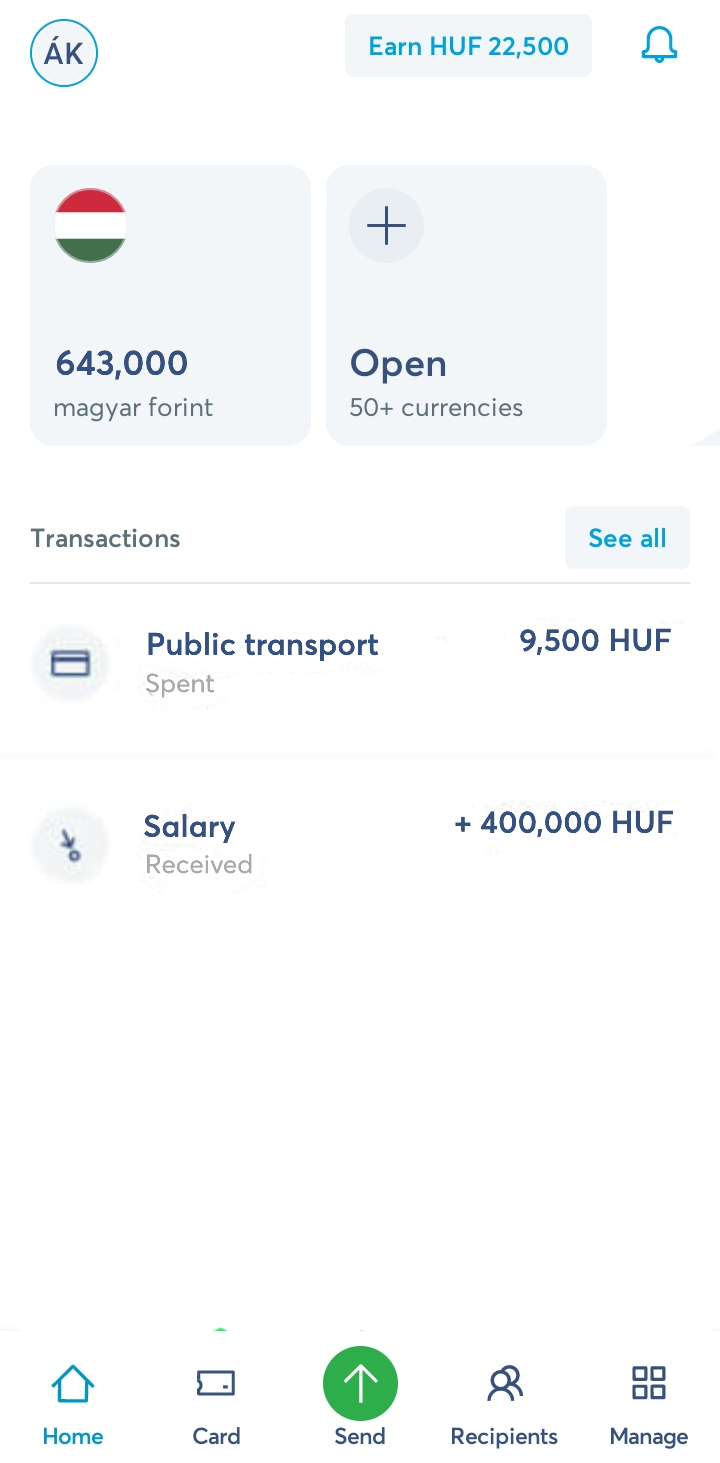 ÁK
Earn HUF 22,500
643,000
magyar forint
Open
50+ currencies
Transactions
See all
Public transport
9,500 HUF
Spent
Salary
+ 400,000 HUF
Received
Home
Card
Send
Recipients
Manage